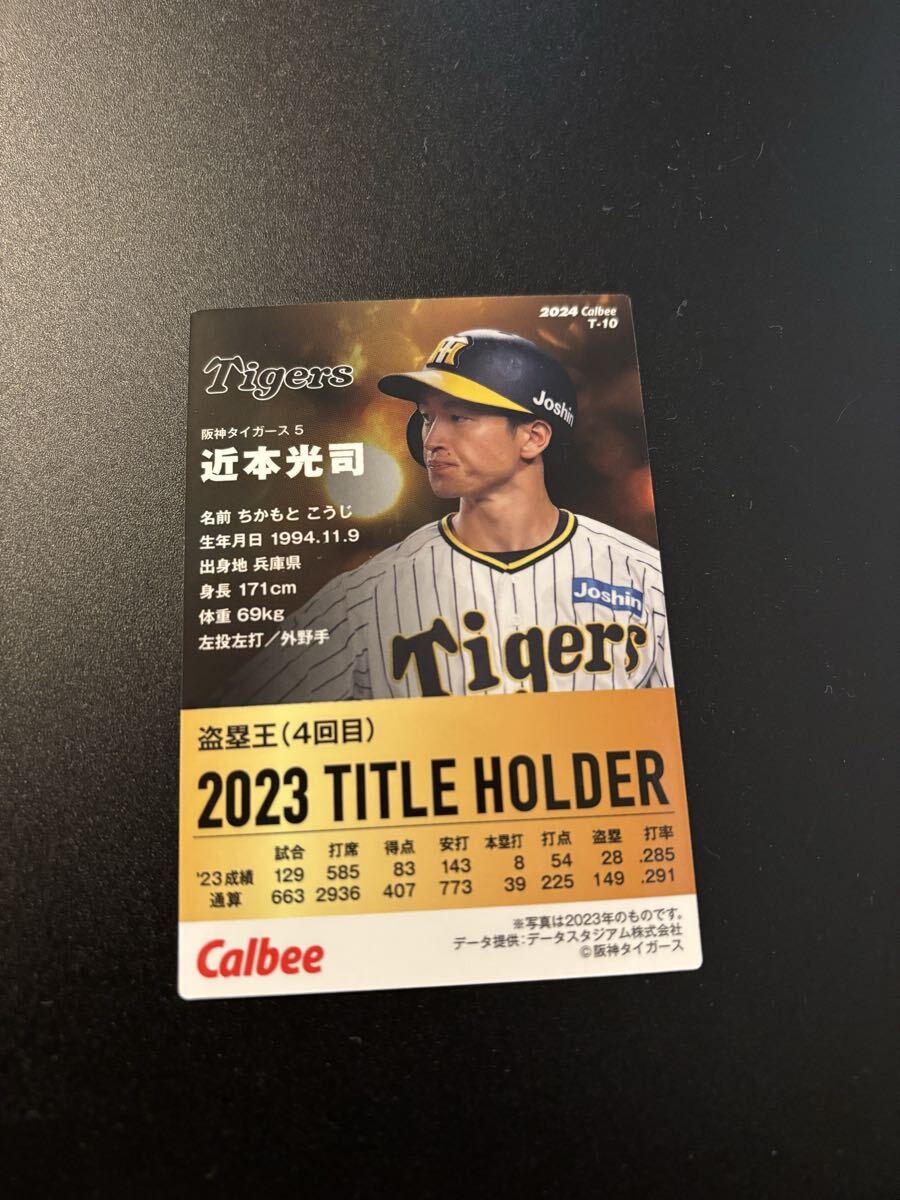 2024 Calbee
T-10
Tigers
阪神タイガース 5
近本光司
名前 ちかもと こうじ
生年月日 1994.11.9
出身地 兵庫県
身長 171cm
体重 69kg
左投左打/外野手
Joshin
Joshin
Tigers
盗塁王(4回目)
2023 TITLE HOLDER
試合 打席 得点 安打 本塁打 打点 盗塁 打率
'23成績 129 585 83 143 8 54 28 .285
通算 663 2936 407 773 39 225 149 .291
※写真は2023年のものです。
データ提供:データスタジアム株式会社
©阪神タイガース
Calbee